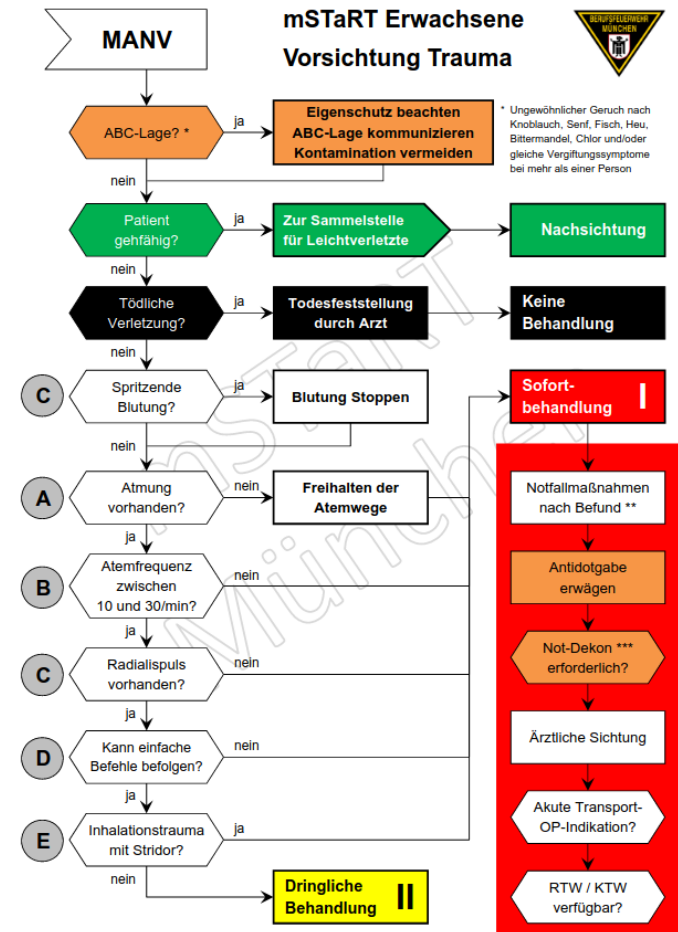 MANV
mSTaRT Erwachsene
Vorsichtung Trauma
BERUFSFEUERWEHR
MÜNCHEN
ABC-Lage? *
ja
Eigenschutz beachten
ABC-Lage kommunizieren
Kontamination vermeiden
* Ungewöhnlicher Geruch nach
Knoblauch, Senf, Fisch, Heu,
Bittermandel, Chlor und/oder
gleiche Vergiftungssymptome
bei mehr als einer Person
nein
Patient
gehfähig?
ja
Zur Sammelstelle
für Leichtverletzte
Nachsichtung
nein
Tödliche
Verletzung?
ja
Todesfeststellung
durch Arzt
Keine
Behandlung
nein
C
Spritzende
Blutung?
ja
Blutung Stoppen
Sofort-
behandlung I
nein
A
Atmung
vorhanden?
nein
Freihalten der
Atemwege
Notfallmaßnahmen
nach Befund **
ja
B
Atemfrequenz
zwischen
10 und 30/min?
nein
Antidotgabe
erwägen
ja
C
Radialispuls
vorhanden?
nein
Not-Dekon ***
erforderlich?
ja
D
Kann einfache
Befehle befolgen?
nein
Ärztliche Sichtung
ja
E
Inhalationstrauma
mit Stridor?
ja
Akute Transport-
OP-Indikation?
nein
Dringliche
Behandlung II
RTW / KTW
verfügbar?
mSTaRT
München